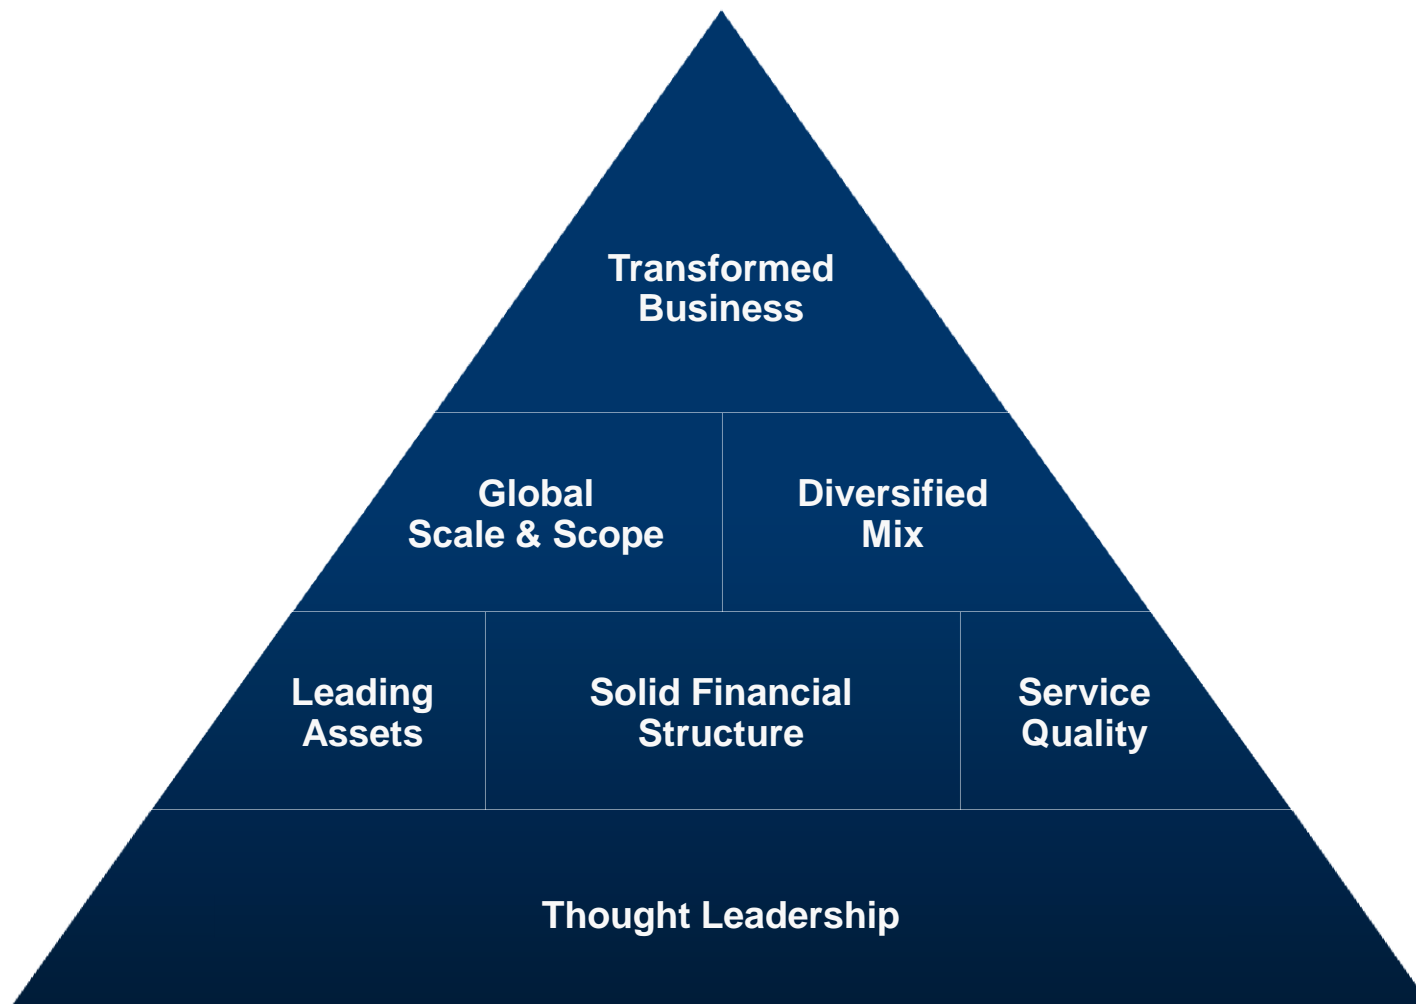 Transformed
Business
Global
Scale & Scope
Diversified
Mix
Leading
Assets
Solid Financial
Structure
Service
Quality
Thought Leadership